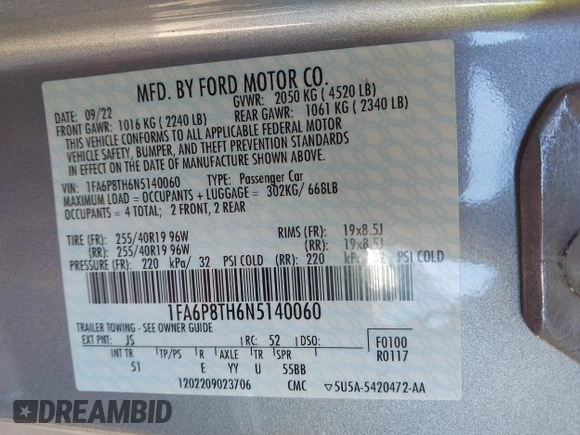 MFD. BY FORD MOTOR CO.
DATE: 09/22 GVWR: 2050 KG ( 4520 LB)
FRONT GAWR: 1016 KG ( 2240 LB) REAR GAWR: 1061 KG ( 2340 LB)
THIS VEHICLE CONFORMS TO ALL APPLICABLE FEDERAL MOTOR
VEHICLE SAFETY, BUMPER, AND THEFT PREVENTION STANDARDS
IN EFFECT ON THE DATE OF MANUFACTURE SHOWN ABOVE.
VIN: 1FA6P8TH6N5140060 TYPE: Passenger Car
MAXIMUM LOAD = OCCUPANTS + LUGGAGE = 302KG/ 668LB
OCCUPANTS = 4 TOTAL; 2 FRONT, 2 REAR
TIRE (FR): 255/40R19 96W RIMS (FR): 19x8.5J
(RR): 255/40R19 96W (RR): 19x8.5J
PRESSURE (FR): 220 kPa/ 32 PSI COLD (RR): 220 kPa/ 32 PSI COLD
1FA6P8TH6N5140060
TRAILER TOWING - SEE OWNER GUIDE
EXT PNT: JS RC: 52 DSO: F0100
INT TR TP/PS R AXLE TR SPR R0117
51 E YY U 55BB
1202209023706 CMC ▽5U5A-5420472-AA
DREAMBID